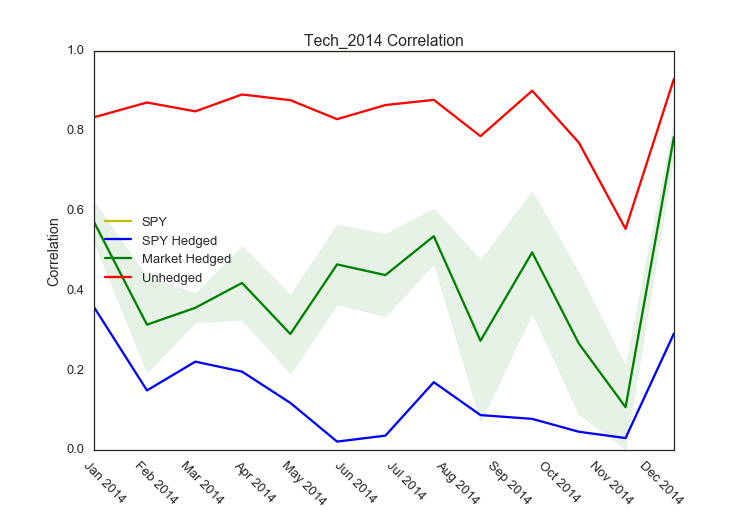 Tech_2014 Correlation
1.0
0.8
0.6
0.4
0.2
0.0
Correlation
SPY
SPY Hedged
Market Hedged
Unhedged
Jan 2014
Feb 2014
Mar 2014
Apr 2014
May 2014
Jun 2014
Jul 2014
Aug 2014
Sep 2014
Oct 2014
Nov 2014
Dec 2014